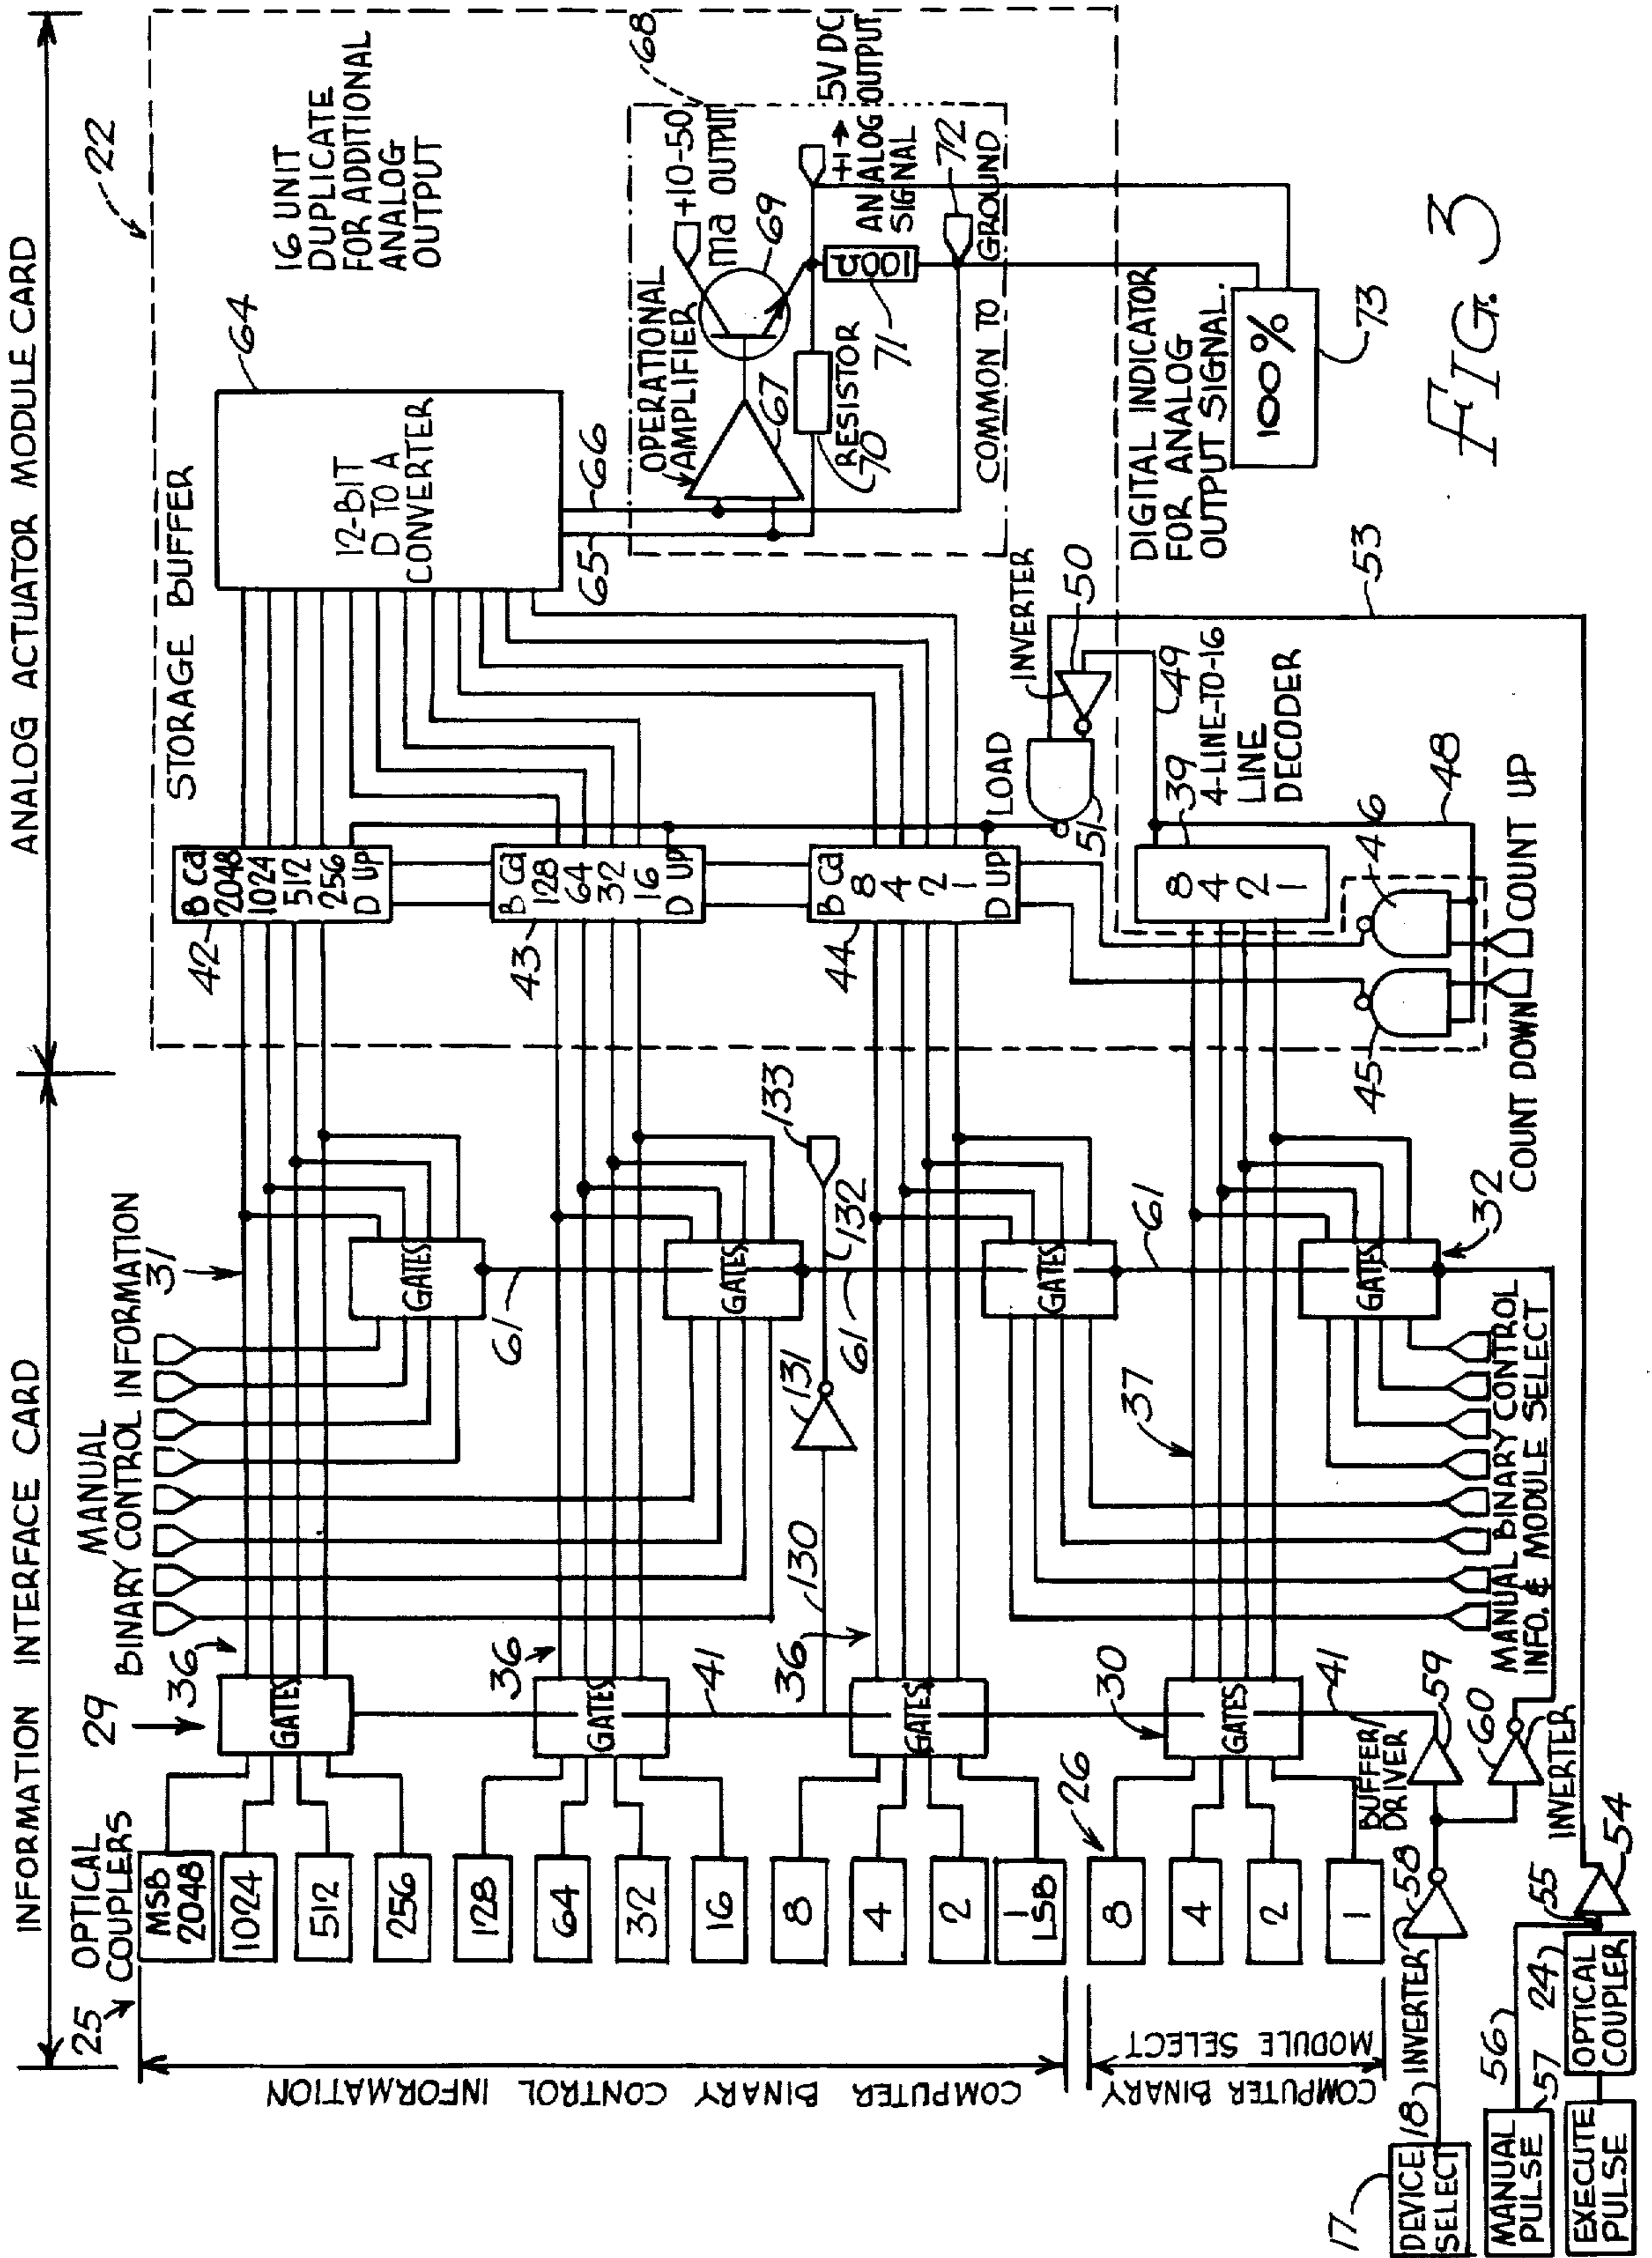 INFORMATION INTERFACE CARD
ANALOG ACTUATOR MODULE CARD
25
OPTICAL
COUPLERS
29
36
MANUAL
BINARY CONTROL INFORMATION
31
22
STORAGE BUFFER
64
16 UNIT
DUPLICATE
FOR ADDITIONAL
ANALOG
OUTPUT
MSB
2048
1024
512
256
GATES
GATES
61
42
B Ca
2048
1024
512
256
D UP
12-BIT
D TO A
CONVERTER
65
66
128
64
32
16
36
GATES
41
GATES
130
131
132
133
61
43
B Ca
128
64
32
16
D UP
OPERATIONAL
AMPLIFIER
67
69
68
+10-50
ma OUTPUT
RESISTOR
70
71
100Ω
+1→5V DC
ANALOG OUTPUT
SIGNAL
72
COMMON TO GROUND
8
4
2
1
LSB
36
GATES
GATES
61
44
B Ca
8
4
2
1
D UP
LOAD
INVERTER
50
51
53
DIGITAL INDICATOR
FOR ANALOG
OUTPUT SIGNAL.
100%
73
26
8
4
2
1
30
GATES
41
37
GATES
32
39
8
4
2
1
49
4-LINE-TO-16
LINE
DECODER
45
46
48
COUNT DOWN
COUNT UP
MANUAL BINARY CONTROL
INFO. & MODULE SELECT
COMPUTER BINARY CONTROL INFORMATION
COMPUTER BINARY
MODULE SELECT
17
DEVICE
SELECT
18
INVERTER
58
BUFFER/
DRIVER
59
60
INVERTER
MANUAL
PULSE
57
56
24
55
54
EXECUTE
PULSE
OPTICAL
COUPLER
FIG. 3